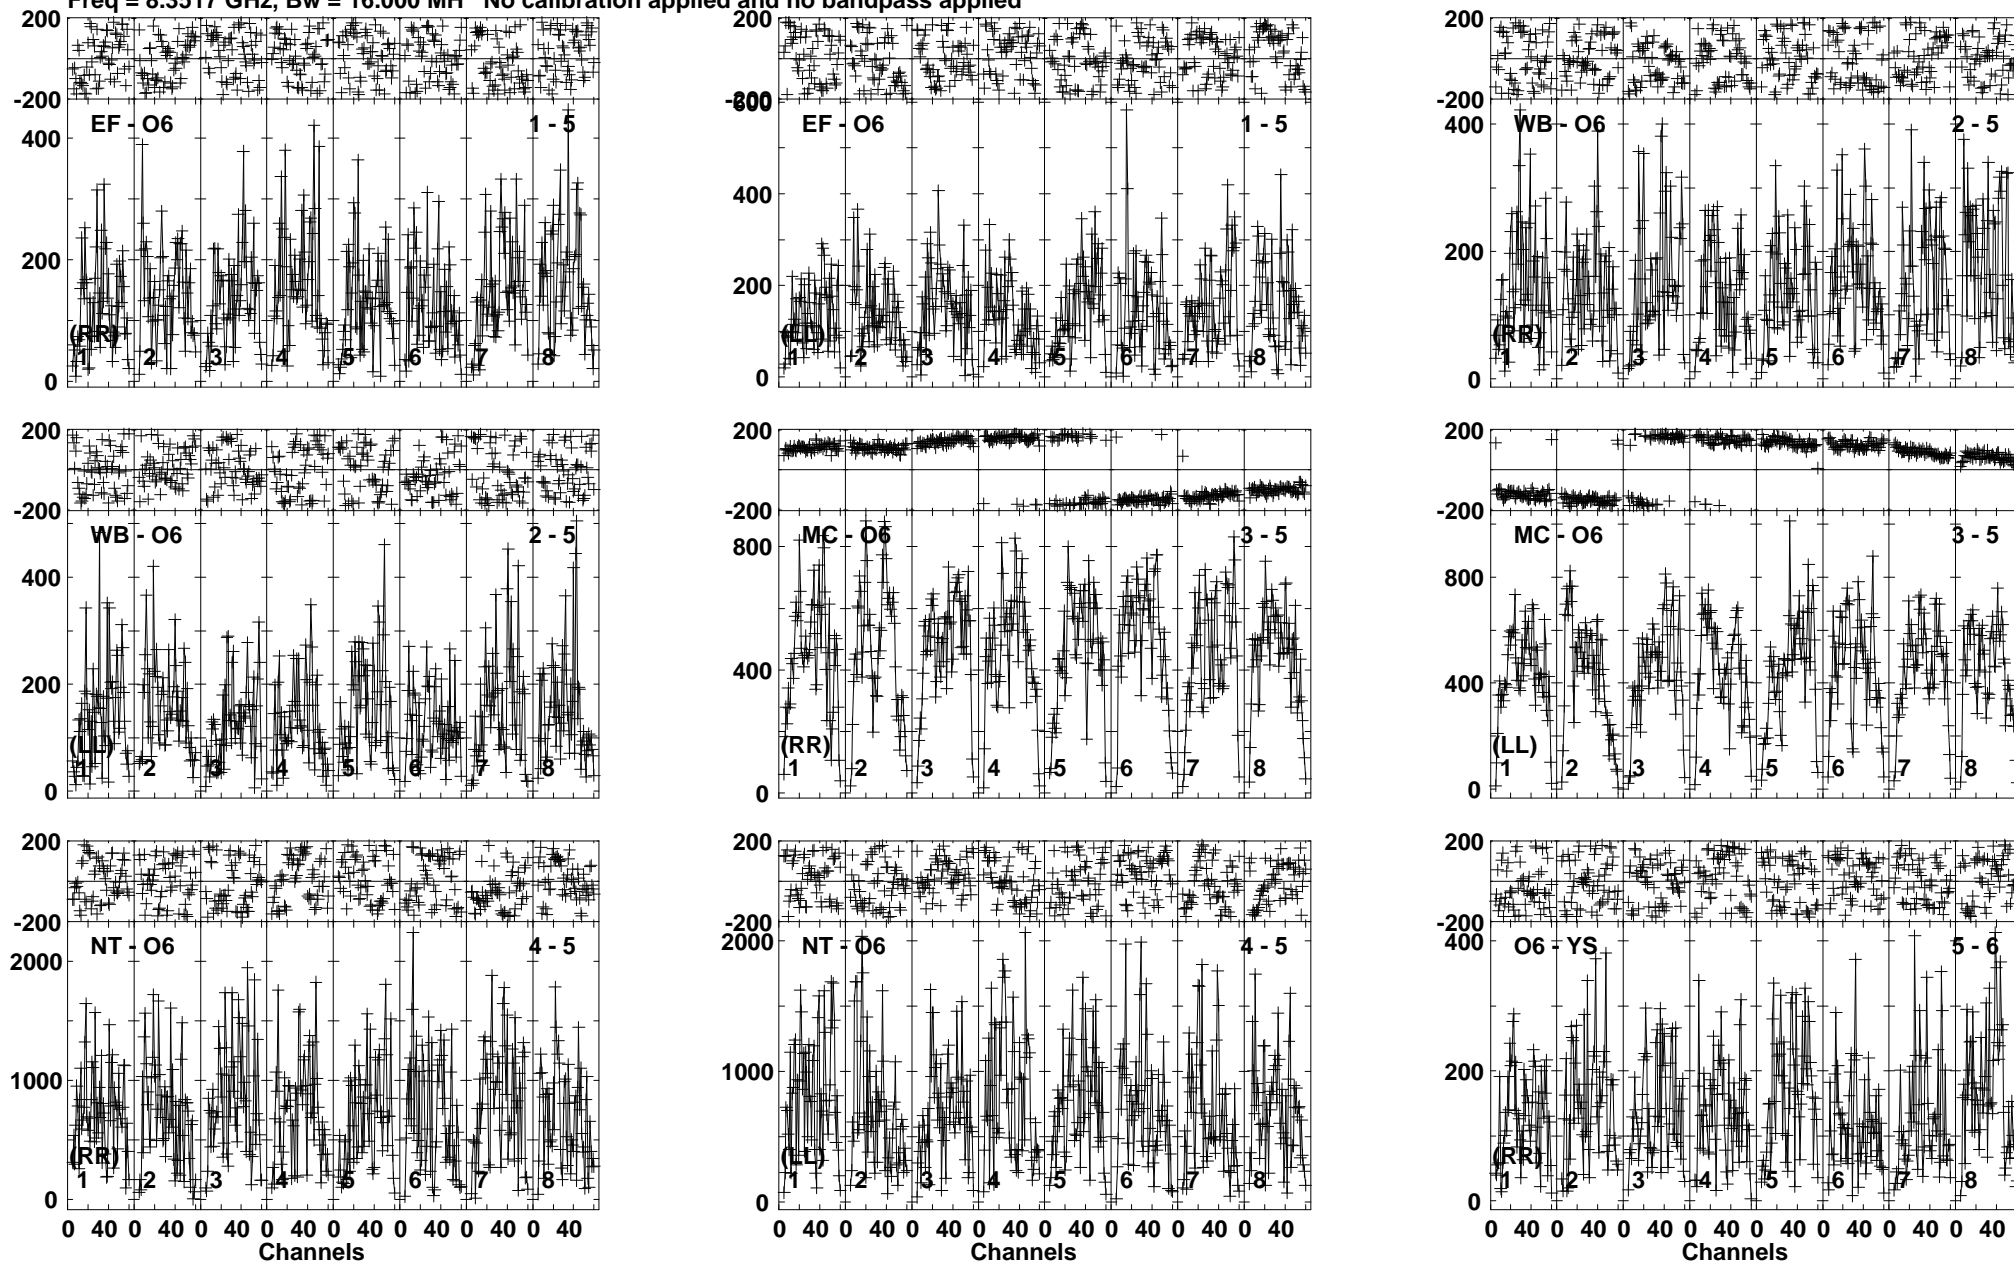 Freq = 8.3517 GHz, Bw = 16.000 MH No calibration applied and no bandpass applied
200 200 200
-200 -200 -200
600
EF - O6 1 - 5 EF - O6 1 - 5 WB - O6 2 - 5
400 400 400
200 200 200
(RR) (LL) (RR)
1 2 3 4 5 6 7 8 1 2 3 4 5 6 7 8 1 2 3 4 5 6 7 8
0 0 0
200 200 200
-200 -200 -200
WB - O6 2 - 5 MC - O6 3 - 5 MC - O6 3 - 5
400 800 800
200 400 400
(LL) (RR) (LL)
1 2 3 4 5 6 7 8 1 2 3 4 5 6 7 8 1 2 3 4 5 6 7 8
0 0 0
200 200 200
-200 -200 -200
NT - O6 4 - 5 NT - O6 4 - 5 O6 - YS 5 - 6
2000 2000 400
1000 1000 200
(RR) (LL) (RR)
1 2 3 4 5 6 7 8 1 2 3 4 5 6 7 8 1 2 3 4 5 6 7 8
0 0 0
0 40 0 40 0 40 0 40 0 40 0 40 0 40 0 40 0 40 0 40 0 40 0 40 0 40 0 40 0 40 0 40 0 40 0 40 0 40 0 40 0 40 0 40 0 40 0 40
Channels Channels Channels